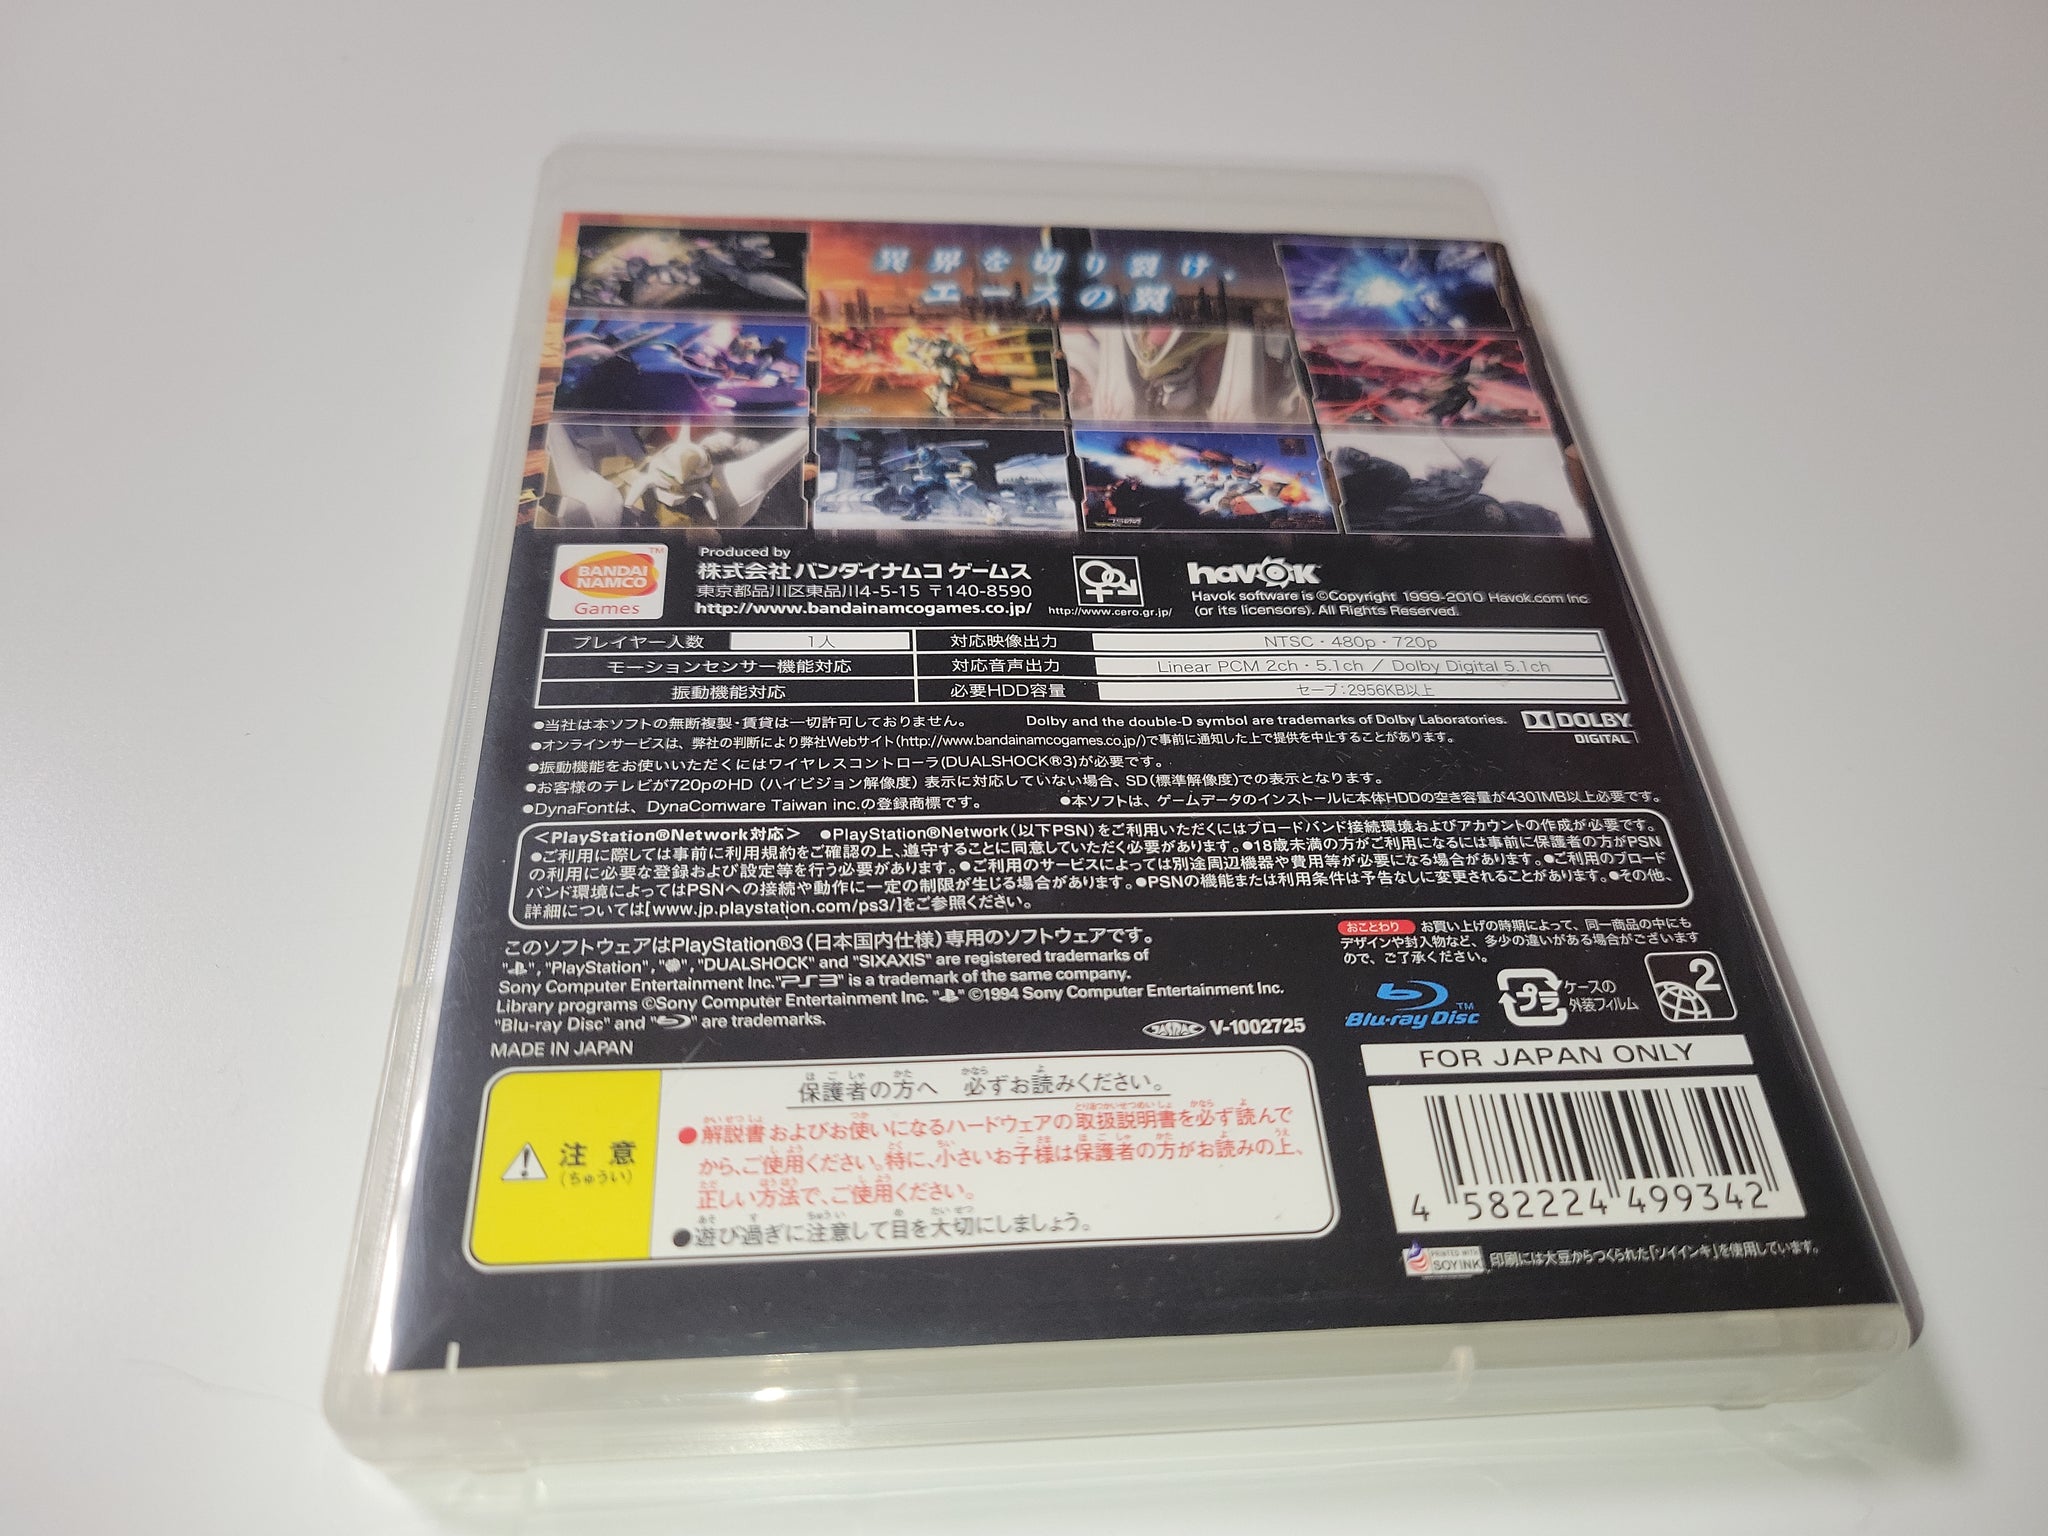 異界を切り裂け、
エースの翼
BANDAI NAMCO Games TM
Produced by
株式会社バンダイナムコゲームス
東京都品川区東品川4-5-15 〒140-8590
http://www.bandainamcogames.co.jp/
http://www.cero.gr.jp/
havok
Havok software is ©Copyright 1999-2010 Havok.com Inc.
(or its licensors). All Rights Reserved.
プレイヤー人数 1人 対応映像出力 NTSC・480p・720p
モーションセンサー機能対応 対応音声出力 Linear PCM 2ch・5.1ch / Dolby Digital 5.1ch
振動機能対応 必要HDD容量 セーブ:2956KB以上
●当社は本ソフトの無断複製・賃貸は一切許可しておりません。 Dolby and the double-D symbol are trademarks of Dolby Laboratories. DOLBY DIGITAL
●オンラインサービスは、弊社の判断により弊社Webサイト(http://www.bandainamcogames.co.jp/)で事前に通知した上で提供を中止することがあります。
●振動機能をお使いいただくにはワイヤレスコントローラ(DUALSHOCK®3)が必要です。
●お客様のテレビが720pのHD(ハイビジョン解像度)表示に対応していない場合、SD(標準解像度)での表示となります。
●DynaFontは、DynaComware Taiwan inc.の登録商標です。 ●本ソフトは、ゲームデータのインストールに本体HDDの空き容量が4301MB以上必要です。
<PlayStation®Network対応> ●PlayStation®Network(以下PSN)をご利用いただくにはブロードバンド接続環境およびアカウントの作成が必要です。
●ご利用に際しては事前に利用規約をご確認の上、遵守することに同意していただく必要があります。●18歳未満の方がご利用になるには事前に保護者の方がPSN
の利用に必要な登録および設定等を行う必要があります。●ご利用のサービスによっては別途周辺機器や費用等が必要になる場合があります。●ご利用のブロード
バンド環境によってはPSNへの接続や動作に一定の制限が生じる場合があります。●PSNの機能または利用条件は予告なしに変更されることがあります。●その他、
詳細については[www.jp.playstation.com/ps3/]をご参照ください。
このソフトウェアはPlayStation®3(日本国内仕様)専用のソフトウェアです。
"PlayStation", "DUALSHOCK" and "SIXAXIS" are registered trademarks of
Sony Computer Entertainment Inc. "PS3" is a trademark of the same company.
Library programs ©Sony Computer Entertainment Inc. ©1994 Sony Computer Entertainment Inc.
"Blu-ray Disc" and are trademarks.
MADE IN JAPAN
JASRAC V-1002725
おことわり お買い上げの時期によって、同一商品の中にも
デザインや封入物など、多少の違いがある場合がございます
ので、ご了承ください。
Blu-ray Disc TM
プラ
ケースの
外装フィルム
2
FOR JAPAN ONLY
注意
(ちゅうい)
保護者の方へ 必ずお読みください。
●解説書およびお使いになるハードウェアの取扱説明書を必ず読んで
から、ご使用ください。特に、小さいお子様は保護者の方がお読みの上、
正しい方法で、ご使用ください。
●遊び過ぎに注意して目を大切にしましょう。
4 582224 499342
PRINTED WITH SOY INK
印刷には大豆からつくられた「ソイインキ」を使用しています。